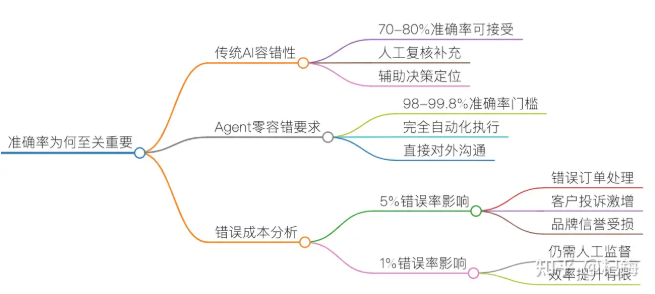 准确率为何至关重要
传统AI容错性
70-80%准确率可接受
人工复核补充
辅助决策定位
Agent零容错要求
98-99.8%准确率门槛
完全自动化执行
直接对外沟通
错误成本分析
5%错误率影响
错误订单处理
客户投诉激增
品牌信誉受损
1%错误率影响
仍需人工监督
效率提升有限
知乎